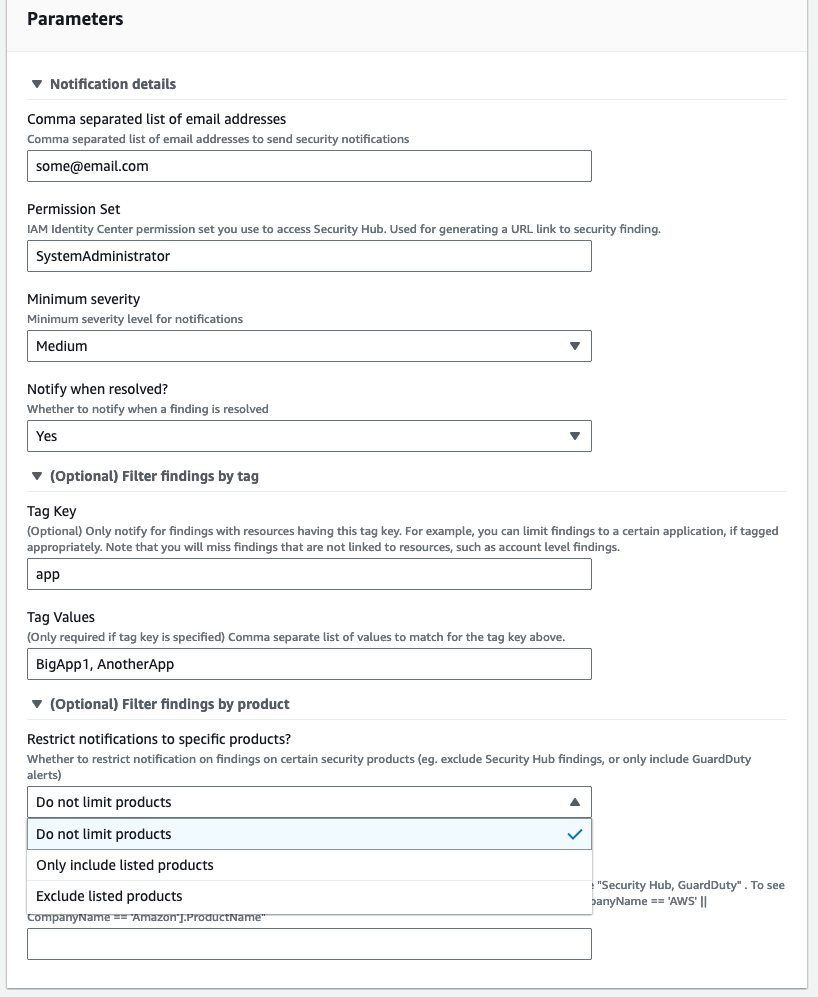 Parameters
Notification details
Comma separated list of email addresses
Comma separated list of email addresses to send security notifications
some@email.com
Permission Set
IAM Identity Center permission set you use to access Security Hub. Used for generating a URL link to security finding.
SystemAdministrator
Minimum severity
Minimum severity level for notifications
Medium
Notify when resolved?
Whether to notify when a finding is resolved
Yes
(Optional) Filter findings by tag
Tag Key
(Optional) Only notify for findings with resources having this tag key. For example, you can limit findings to a certain application, if tagged
appropriately. Note that you will miss findings that are not linked to resources, such as account level findings.
app
Tag Values
(Only required if tag key is specified) Comma separate list of values to match for the tag key above.
BigApp1, AnotherApp
(Optional) Filter findings by product
Restrict notifications to specific products?
Whether to restrict notification on findings on certain security products (eg. exclude Security Hub findings, or only include GuardDuty
alerts)
Do not limit products
Do not limit products
Only include listed products
Exclude listed products
"Security Hub, GuardDuty" . To see
panyName == 'AWS' ||
CompanyName == 'Amazon'].ProductName"